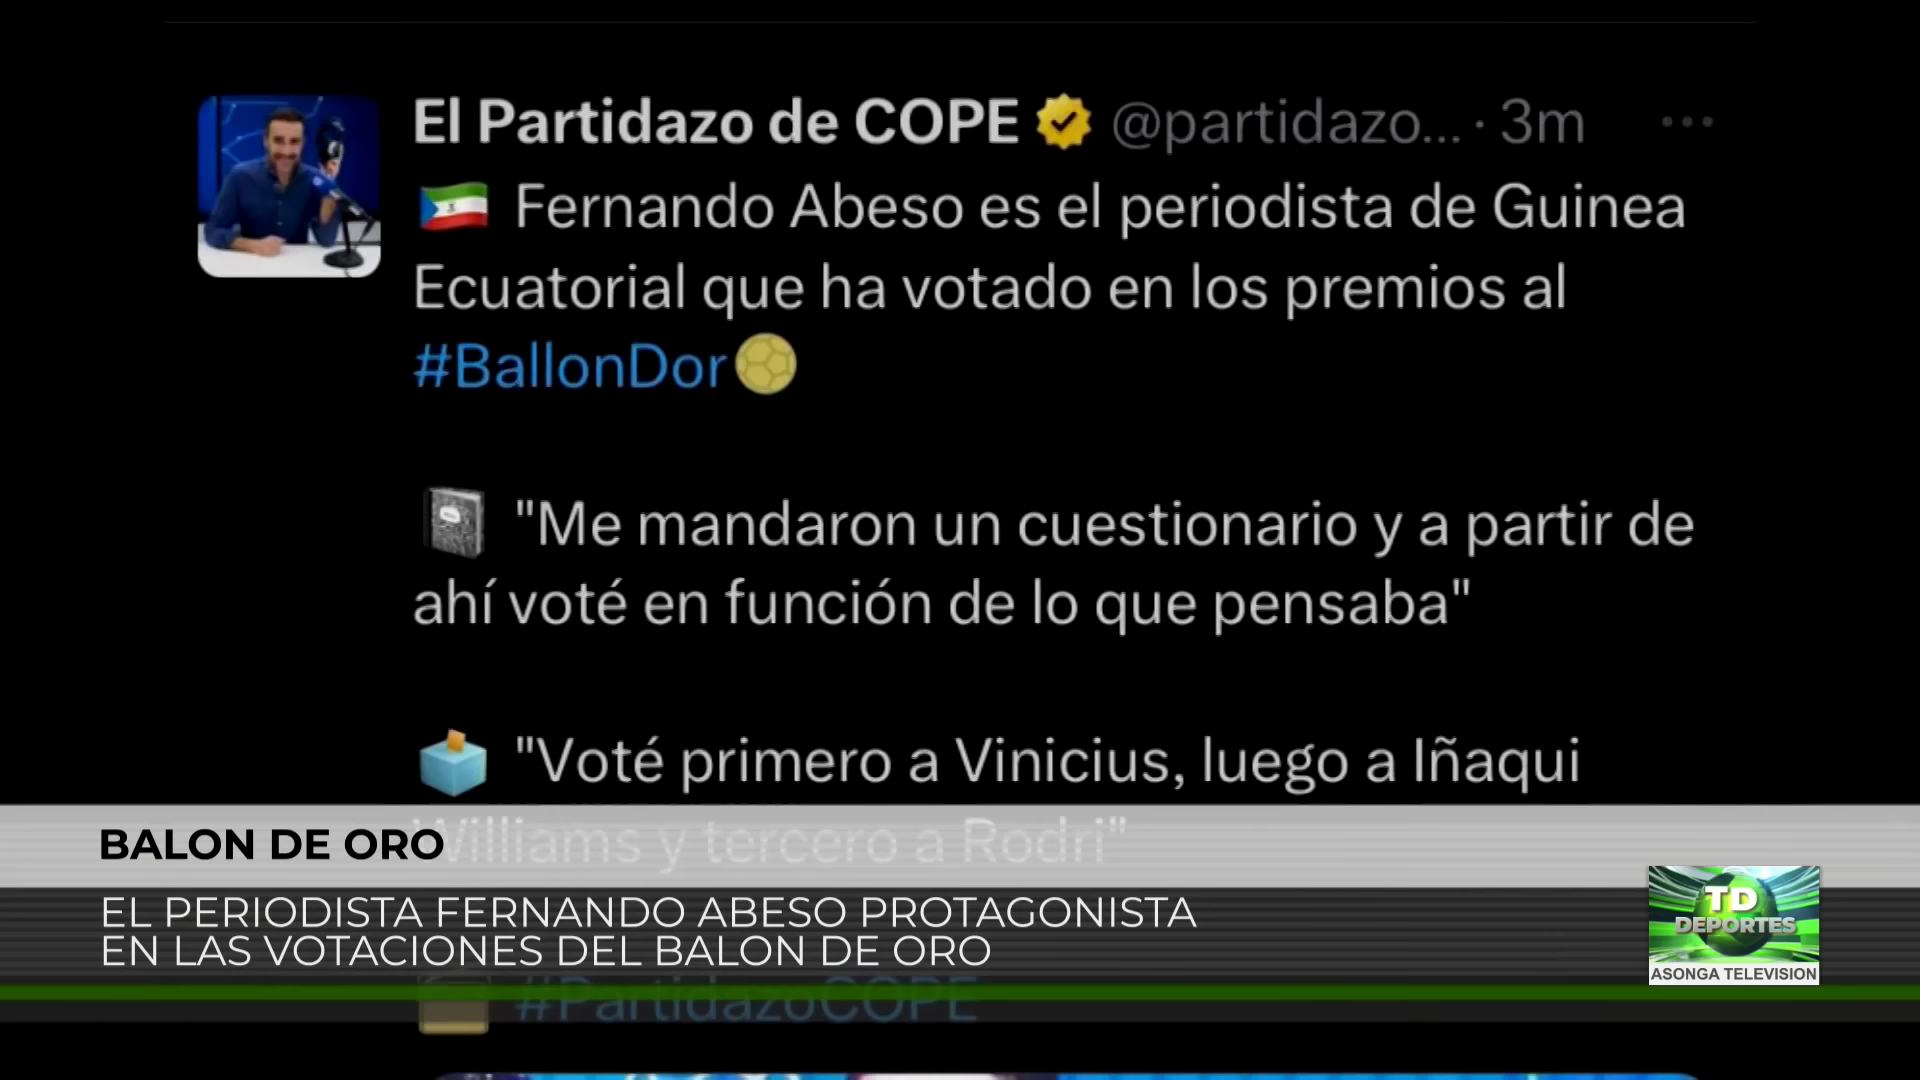 El Partidazo de COPE @partidazo... · 3m
Fernando Abeso es el periodista de Guinea
Ecuatorial que ha votado en los premios al
#BallonDor
"Me mandaron un cuestionario y a partir de
ahí voté en función de lo que pensaba"
"Voté primero a Vinicius, luego a Iñaqui
Williams y tercero a Rodri"
BALON DE ORO
EL PERIODISTA FERNANDO ABESO PROTAGONISTA
EN LAS VOTACIONES DEL BALON DE ORO
#PartidazoCOPE
TD
DEPORTES
ASONGA TELEVISION